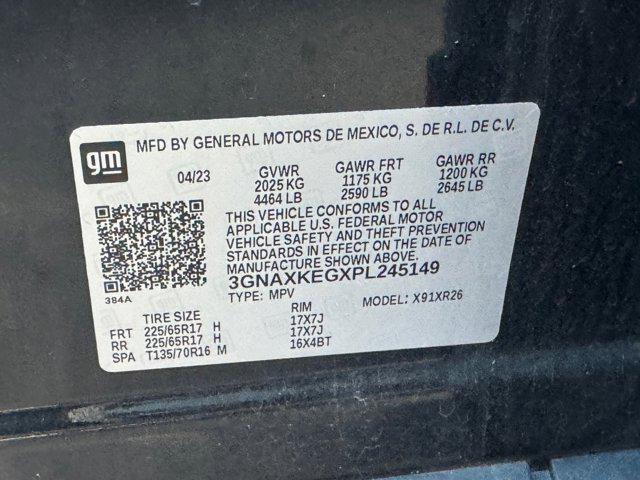 gm
MFD BY GENERAL MOTORS DE MEXICO, S. DE R.L. DE C.V.
04/23 GVWR GAWR FRT GAWR RR
2025 KG 1175 KG 1200 KG
4464 LB 2590 LB 2645 LB
THIS VEHICLE CONFORMS TO ALL
APPLICABLE U.S. FEDERAL MOTOR
VEHICLE SAFETY AND THEFT PREVENTION
STANDARDS IN EFFECT ON THE DATE OF
MANUFACTURE SHOWN ABOVE.
3GNAXKEGXPL245149
384A
TYPE: MPV MODEL: X91XR26
TIRE SIZE RIM
FRT 225/65R17 H 17X7J
RR 225/65R17 H 17X7J
SPA T135/70R16 M 16X4BT